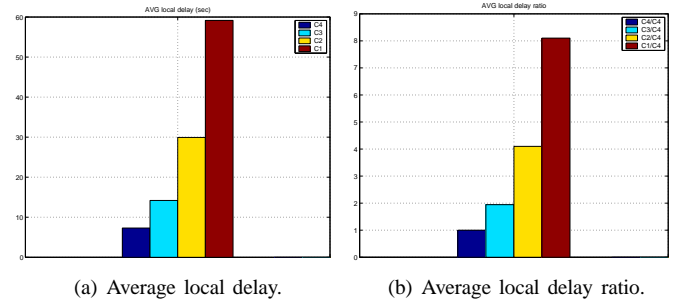 AVG local delay (sec)
60
50
40
30
20
10
0
C4
C3
C2
C1
(a) Average local delay.
AVG local delay ratio
9
8
7
6
5
4
3
2
1
0
C4/C4
C3/C4
C2/C4
C1/C4
(b) Average local delay ratio.